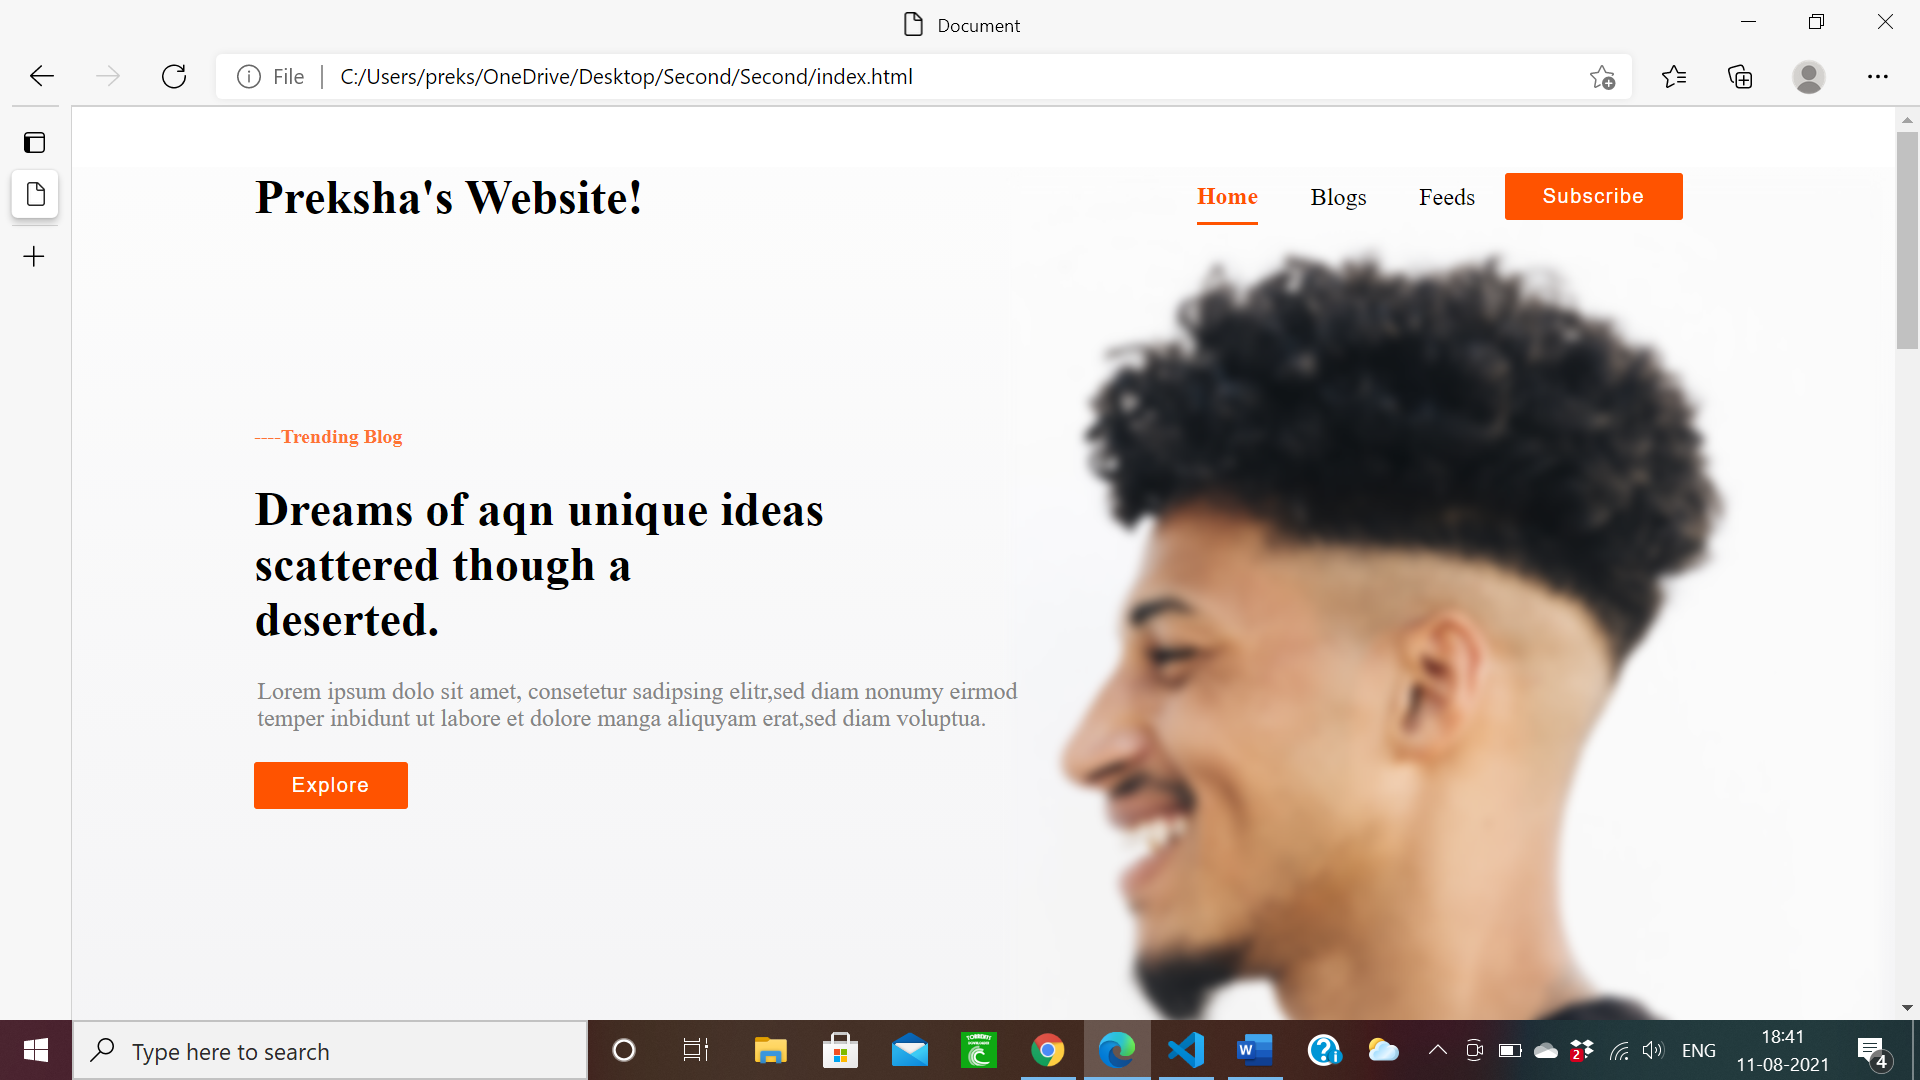 Document
File
C:/Users/preks/OneDrive/Desktop/Second/Second/index.html
Preksha's Website!
Home
Blogs
Feeds
Subscribe
----Trending Blog
Dreams of aqn unique ideas
scattered though a
deserted.
Lorem ipsum dolo sit amet, consetetur sadipsing elitr,sed diam nonumy eirmod
temper inbidunt ut labore et dolore manga aliquyam erat,sed diam voluptua.
Explore
Type here to search
W
2
ENG
18:41
11-08-2021
4